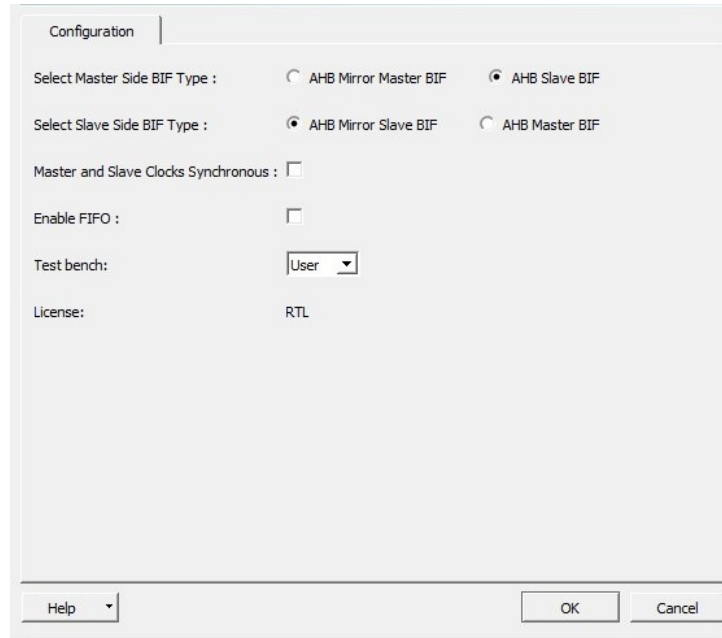 Configuration
Select Master Side BIF Type : AHB Mirror Master BIF AHB Slave BIF
Select Slave Side BIF Type : AHB Mirror Slave BIF AHB Master BIF
Master and Slave Clocks Synchronous :
Enable FIFO :
Test bench: User
License: RTL
Help OK Cancel